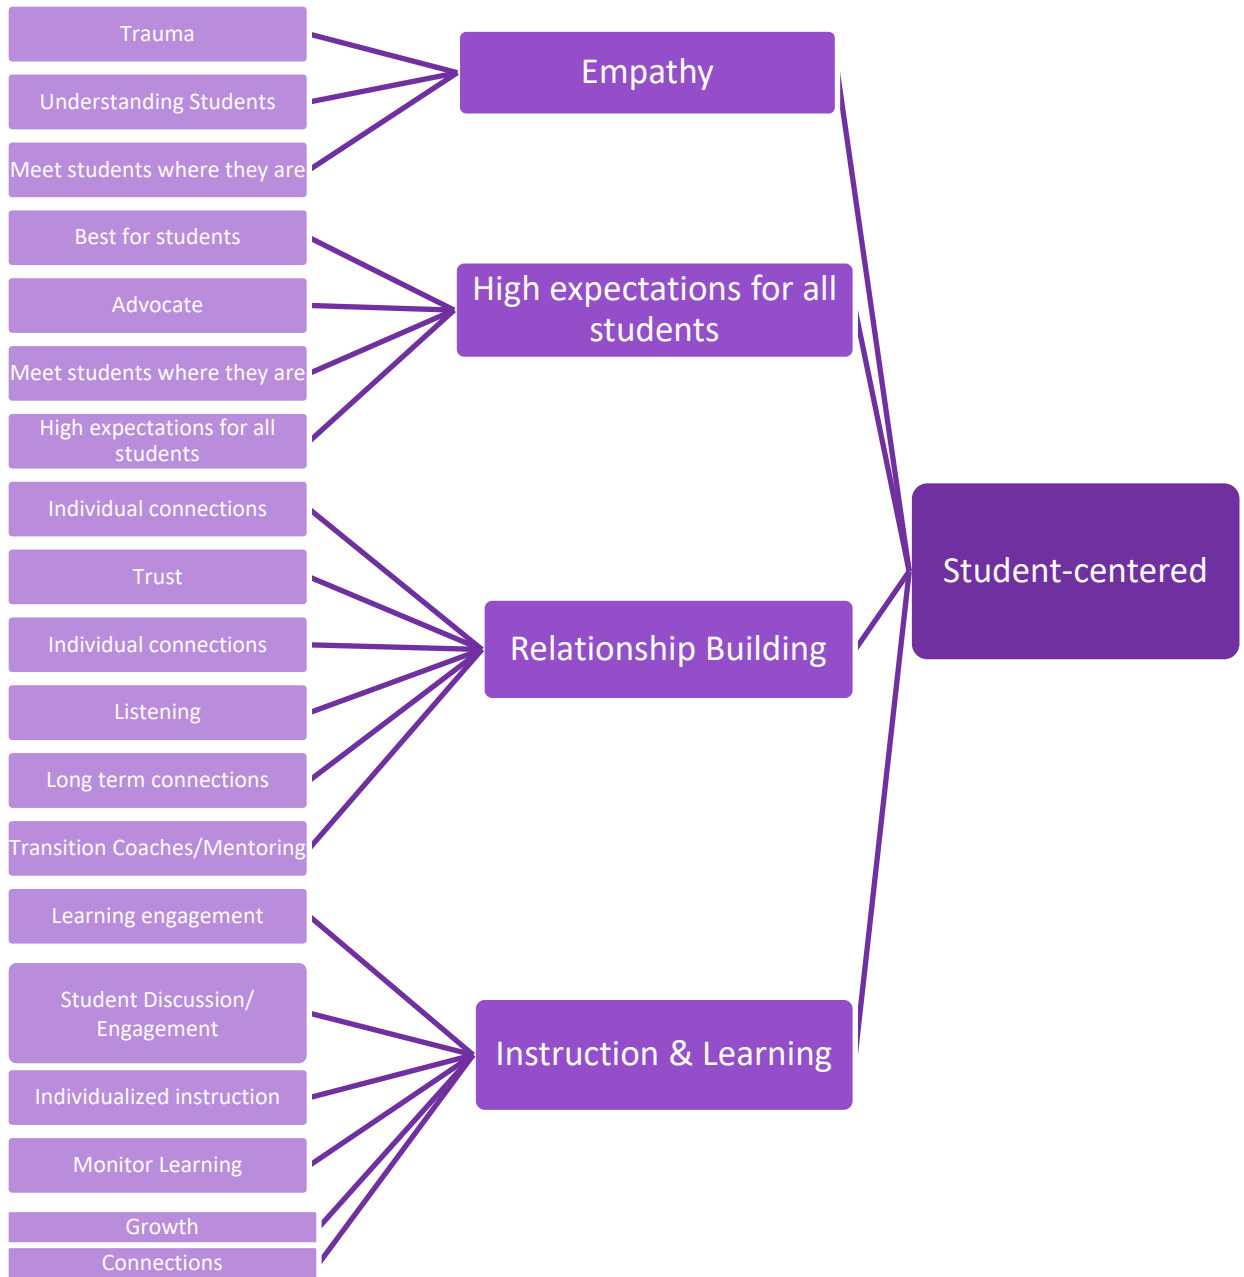 Trauma
Understanding Students
Meet students where they are
Empathy
Best for students
Advocate
Meet students where they are
High expectations for all
students
High expectations for all
students
Individual connections
Trust
Individual connections
Listening
Long term connections
Transition Coaches/Mentoring
Relationship Building
Learning engagement
Student Discussion/
Engagement
Individualized instruction
Monitor Learning
Growth
Connections
Instruction & Learning
Student-centered